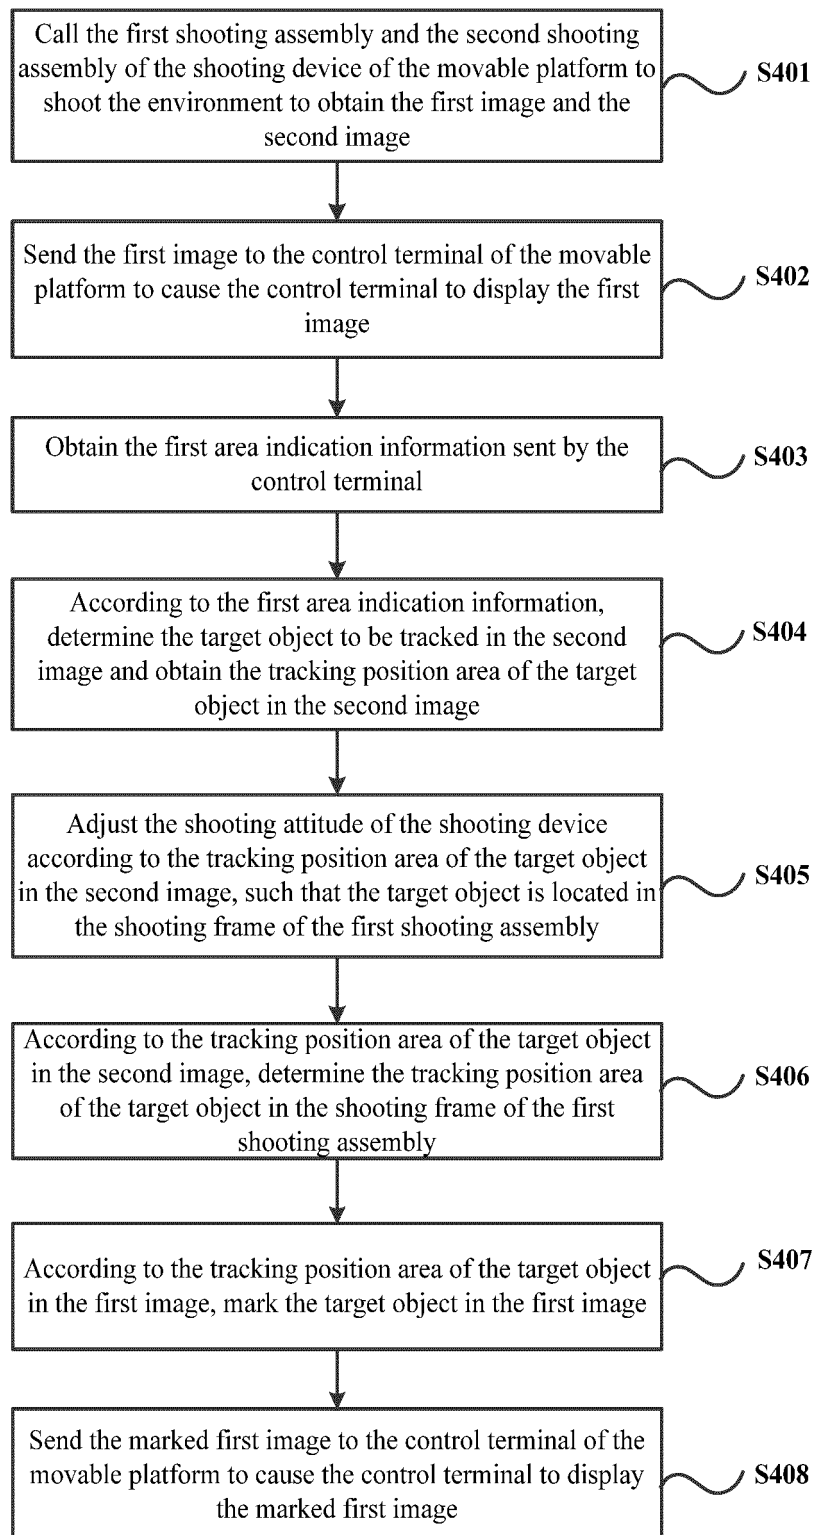 Call the first shooting assembly and the second shooting
assembly of the shooting device of the movable platform to
shoot the environment to obtain the first image and the
second image
S401
Send the first image to the control terminal of the movable
platform to cause the control terminal to display the first
image
S402
Obtain the first area indication information sent by the
control terminal
S403
According to the first area indication information,
determine the target object to be tracked in the second
image and obtain the tracking position area of the target
object in the second image
S404
Adjust the shooting attitude of the shooting device
according to the tracking position area of the target object
in the second image, such that the target object is located in
the shooting frame of the first shooting assembly
S405
According to the tracking position area of the target object
in the second image, determine the tracking position area
of the target object in the shooting frame of the first
shooting assembly
S406
According to the tracking position area of the target object
in the first image, mark the target object in the first image
S407
Send the marked first image to the control terminal of the
movable platform to cause the control terminal to display
the marked first image
S408